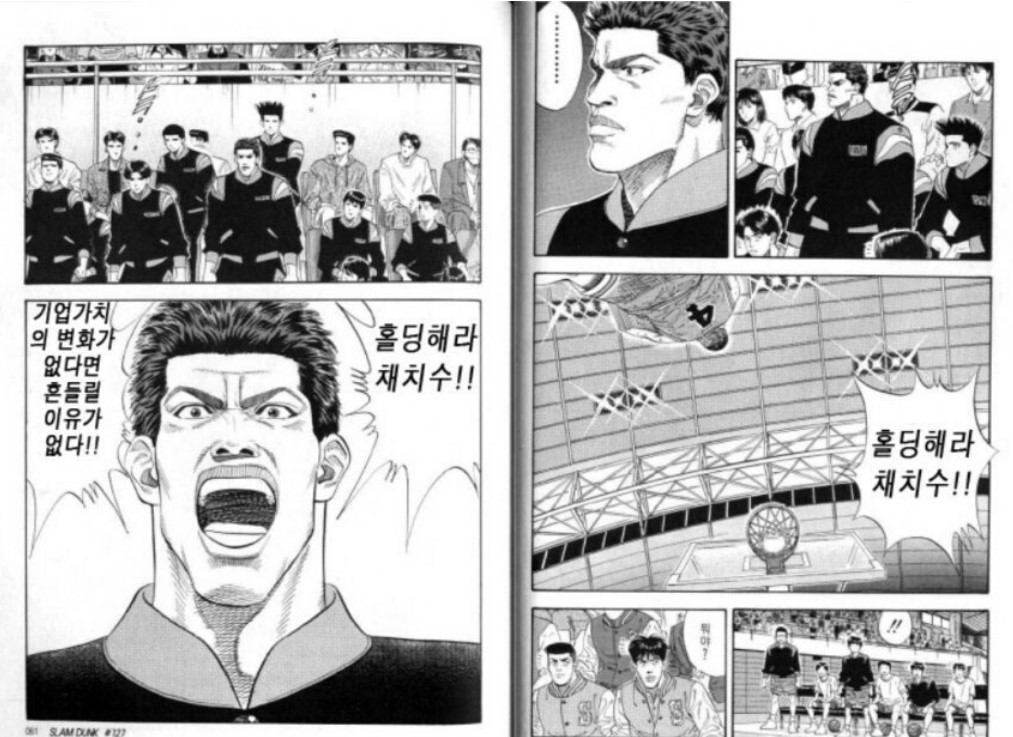 .........
4
홀딩해라
채치수!!
!!
뭐야?
S
S
홀딩해라
채치수!!
기업가치
의 변화가
없다면
흔들릴
이유가
없다!!
061 SLAM DUNK #127